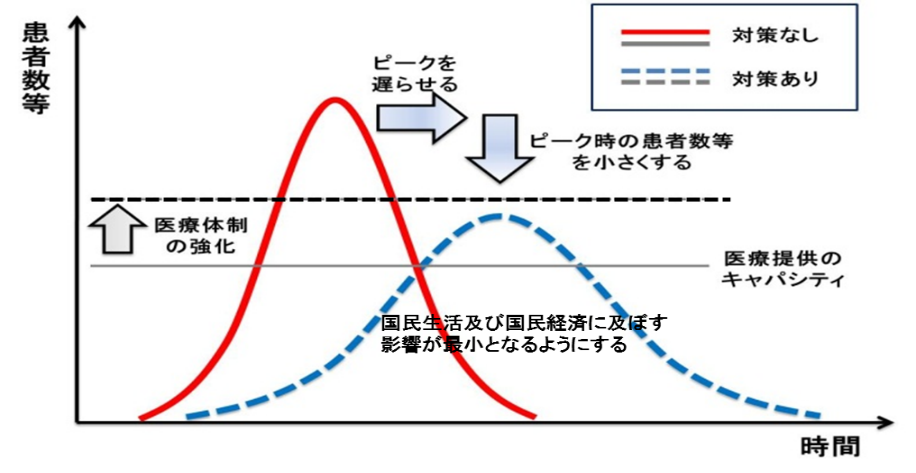 患者数等
対策なし
対策あり
ピークを
遅らせる
ピーク時の患者数等
を小さくする
医療体制
の強化
医療提供の
キャパシティ
国民生活及び国民経済に及ぼす
影響が最小となるようにする
時間